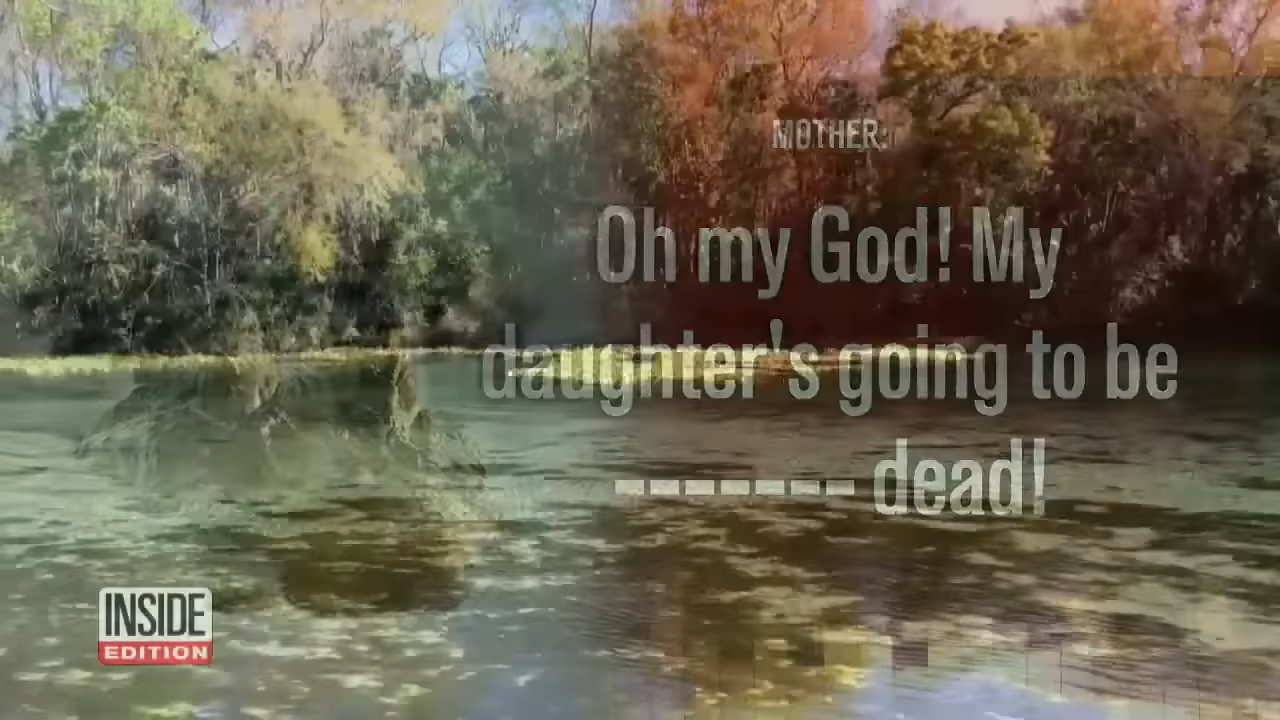 MOTHER:
Oh my God! My
daughter's going to be
------- dead!
INSIDE
EDITION